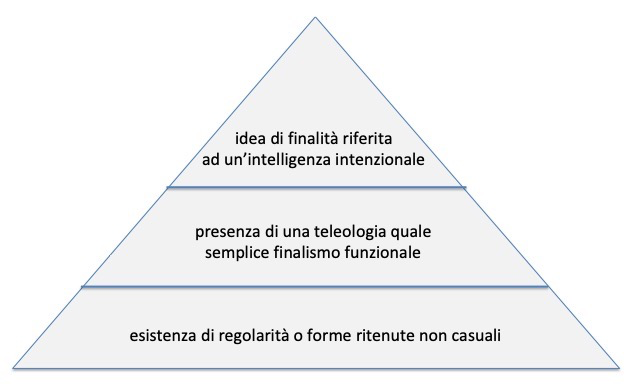 idea di finalità riferita
ad un’intelligenza intenzionale
presenza di una teleologia quale
semplice finalismo funzionale
esistenza di regolarità o forme ritenute non casuali